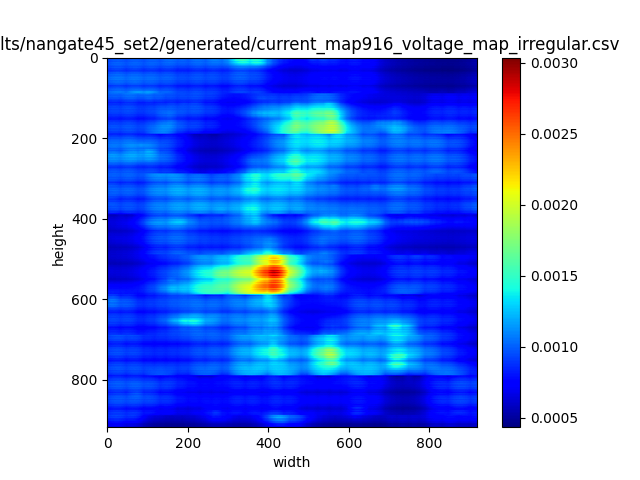 lts/nangate45_set2/generated/current_map916_voltage_map_irregular.csv
0
200
400
600
800
height
0 200 400 600 800
width
0.0030
0.0025
0.0020
0.0015
0.0010
0.0005